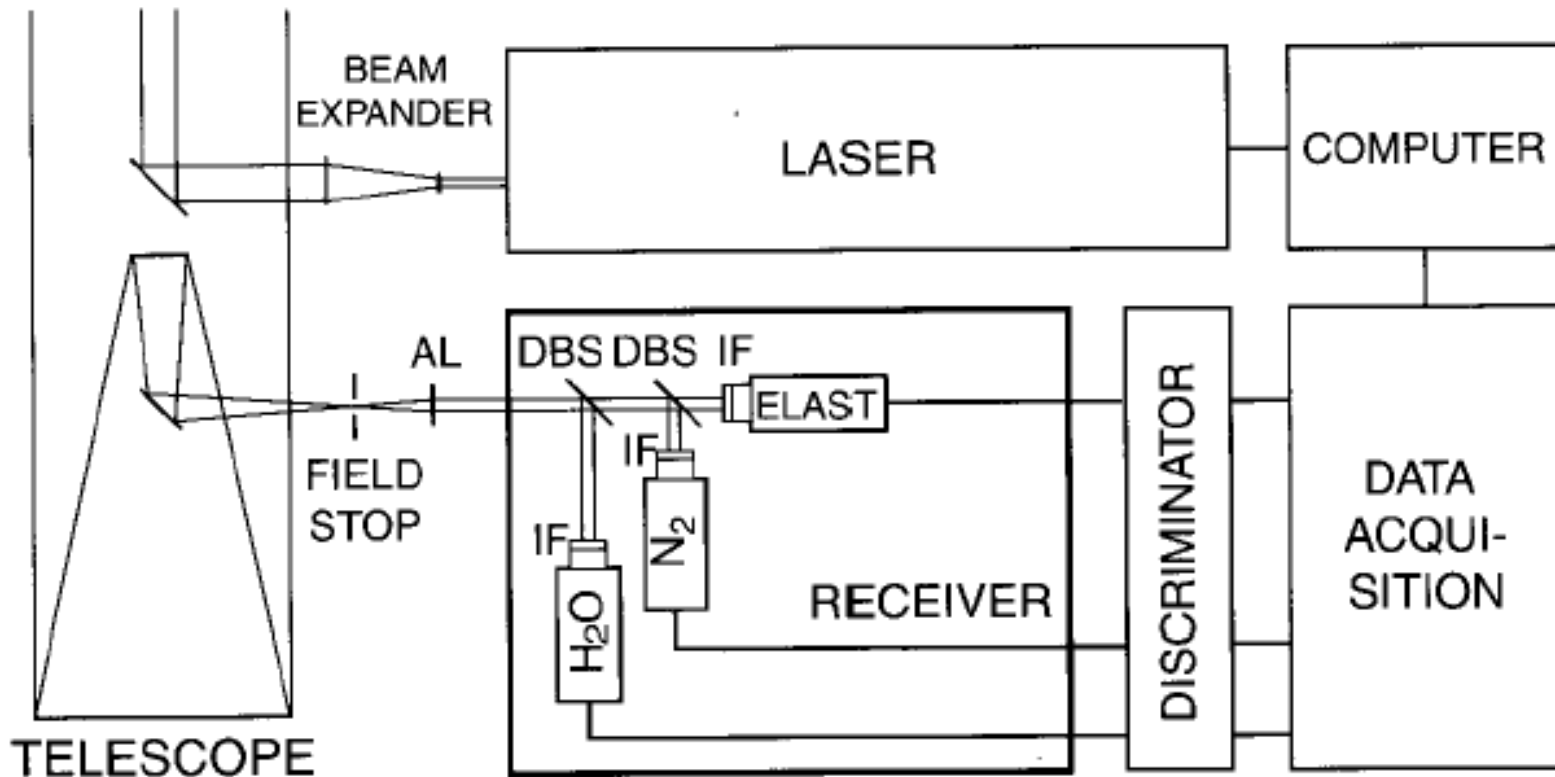 BEAM
EXPANDER
LASER
COMPUTER
AL
DBS
DBS
IF
ELAST
FIELD
STOP
IF
N₂
IF
H₂O
RECEIVER
DISCRIMINATOR
DATA
ACQUI-
SITION
TELESCOPE